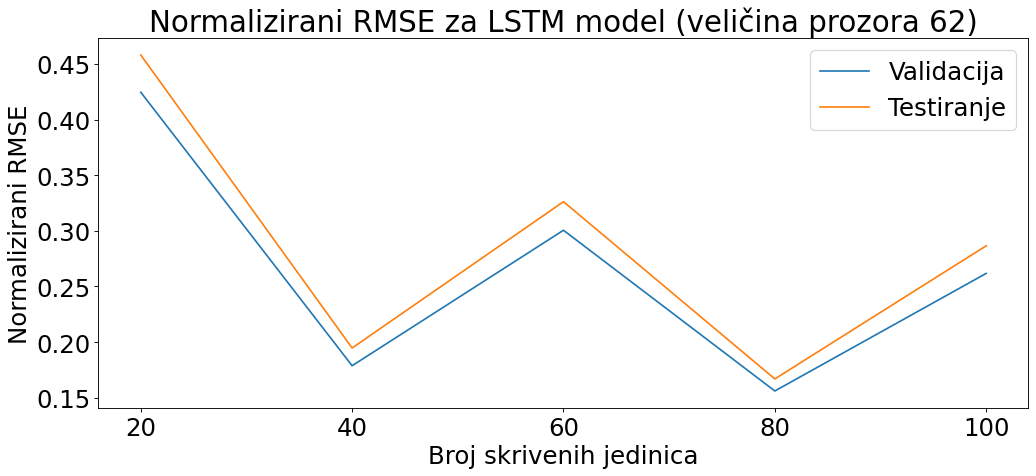 Normalizirani RMSE za LSTM model (veličina prozora 62)
Validacija
Testiranje
Normalizirani RMSE
0.45
0.40
0.35
0.30
0.25
0.20
0.15
20 40 60 80 100
Broj skrivenih jedinica